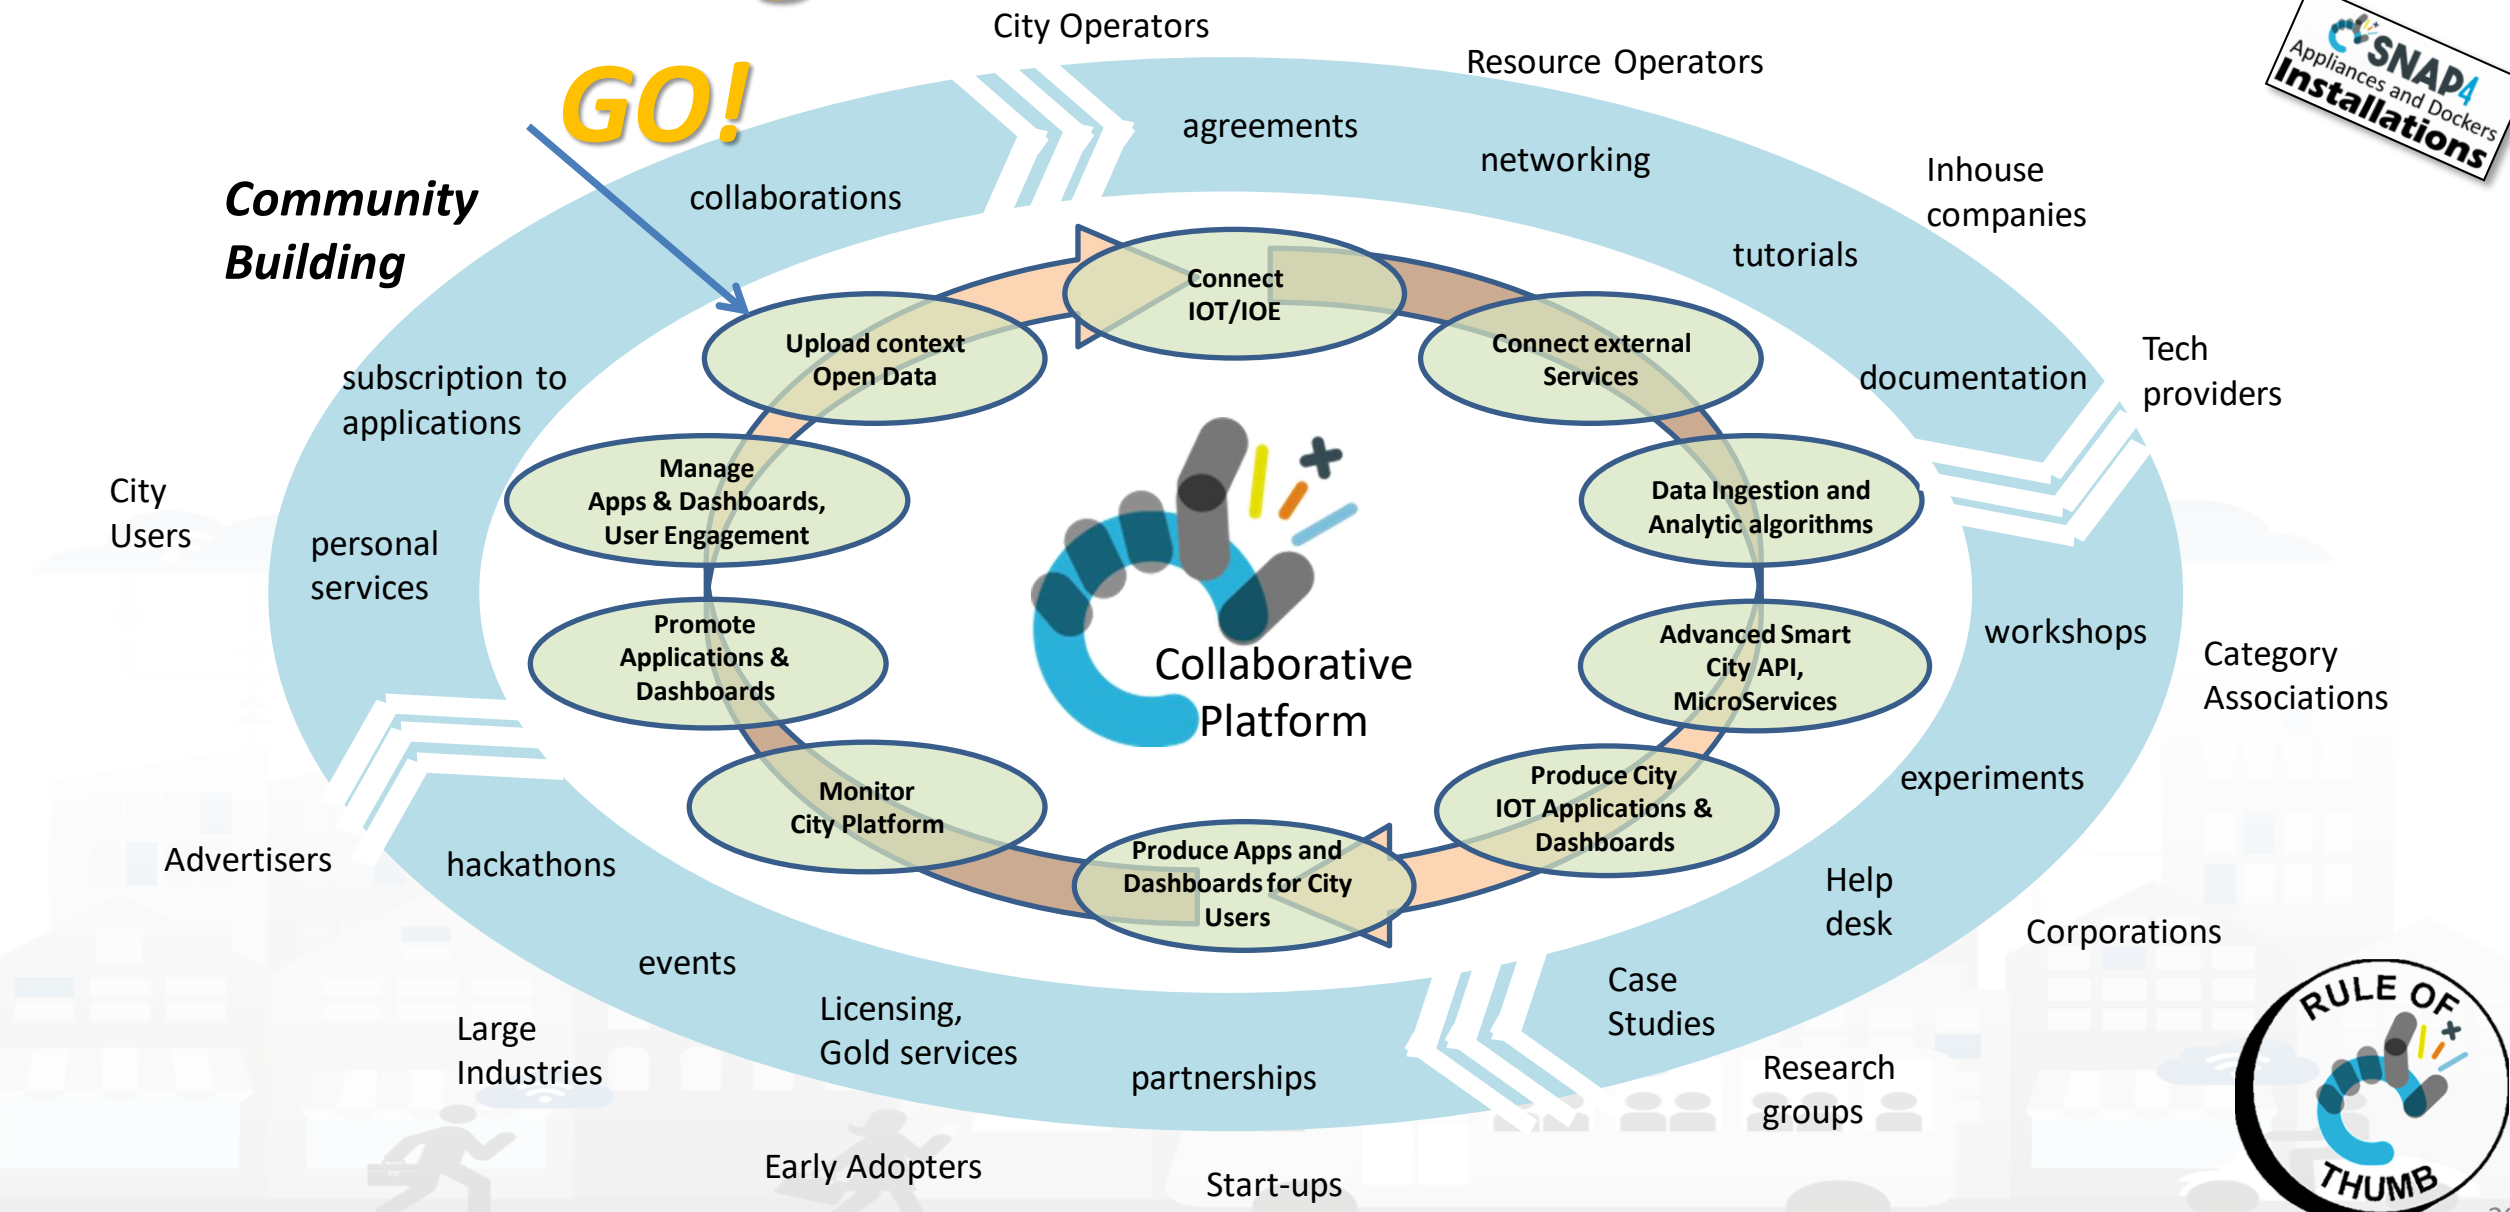 City Operators
Resource Operators
GO!
SNAP4
Appliances and Dockers
Installations
agreements
networking
Inhouse
companies
Community
Building
collaborations
tutorials
Connect
IOT/IOE
Upload context
Open Data
Connect external
Services
Tech
providers
subscription to
applications
documentation
Manage
Apps & Dashboards,
User Engagement
Data Ingestion and
Analytic algorithms
City
Users
personal
services
Promote
Applications &
Dashboards
Collaborative
Platform
Advanced Smart
City API,
MicroServices
workshops
Category
Associations
Monitor
City Platform
Produce City
IOT Applications &
Dashboards
experiments
Advertisers
hackathons
Produce Apps and
Dashboards for City
Users
Help
desk
Corporations
events
Case
Studies
Licensing,
Gold services
Large
Industries
partnerships
Research
groups
Early Adopters
Start-ups
RULE OF
THUMB